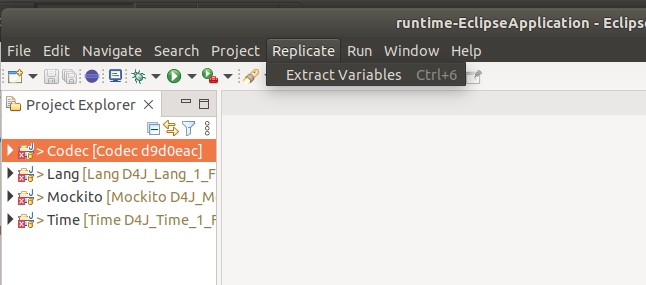 runtime-EclipseApplication - Eclips
File Edit Navigate Search Project Replicate Run Window Help
Extract Variables Ctrl+6
Project Explorer
> Codec [Codec d9d0eac]
> Lang [Lang D4J_Lang_1_F
> Mockito [Mockito D4J_M
> Time [Time D4J_Time_1_F